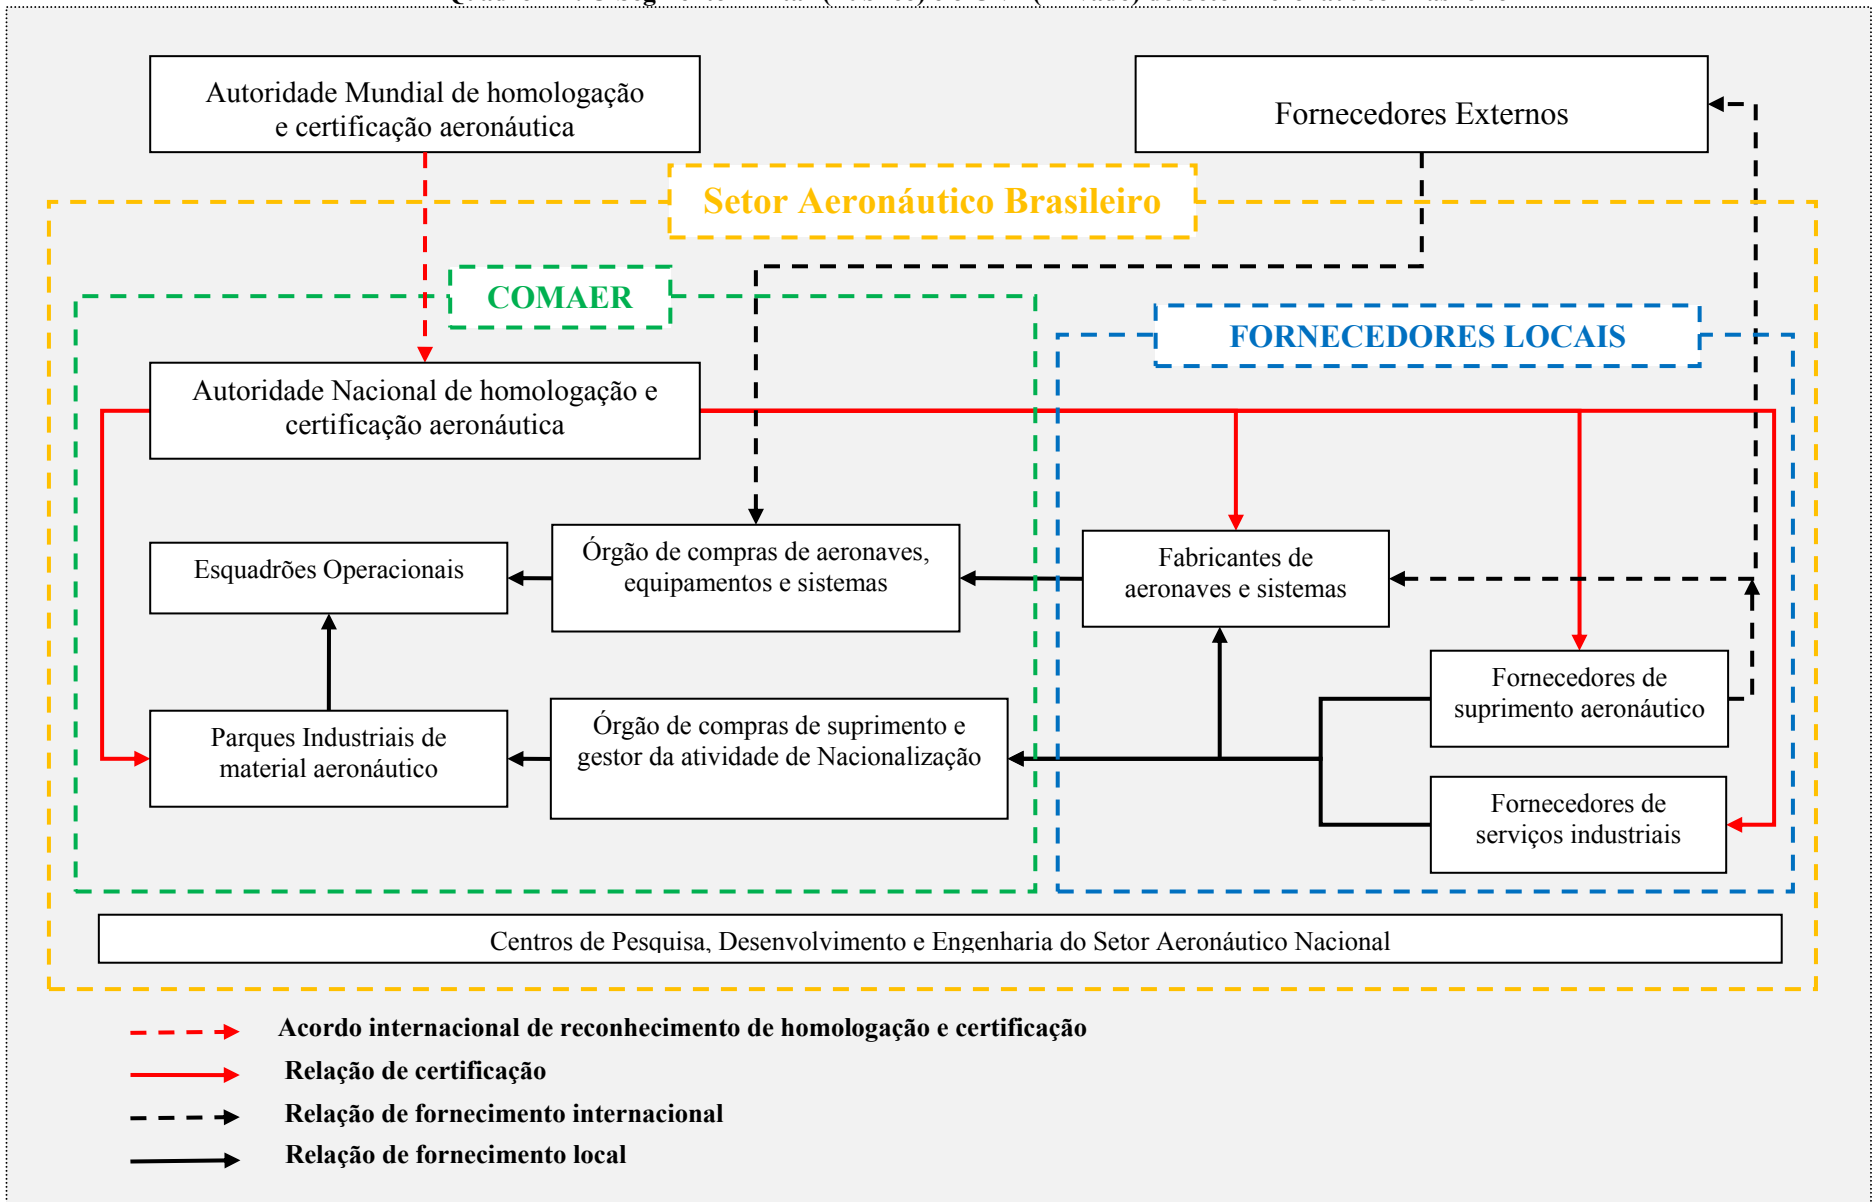 Autoridade Mundial de homologação
e certificação aeronáutica
Fornecedores Externos
Setor Aeronáutico Brasileiro
COMAER
FORNECEDORES LOCAIS
Autoridade Nacional de homologação e
certificação aeronáutica
Esquadrões Operacionais
Órgão de compras de aeronaves,
equipamentos e sistemas
Fabricantes de
aeronaves e sistemas
Parques Industriais de
material aeronáutico
Órgão de compras de suprimento e
gestor da atividade de Nacionalização
Fornecedores de
suprimento aeronáutico
Fornecedores de
serviços industriais
Centros de Pesquisa, Desenvolvimento e Engenharia do Setor Aeronáutico Nacional
Acordo internacional de reconhecimento de homologação e certificação
Relação de certificação
Relação de fornecimento internacional
Relação de fornecimento local